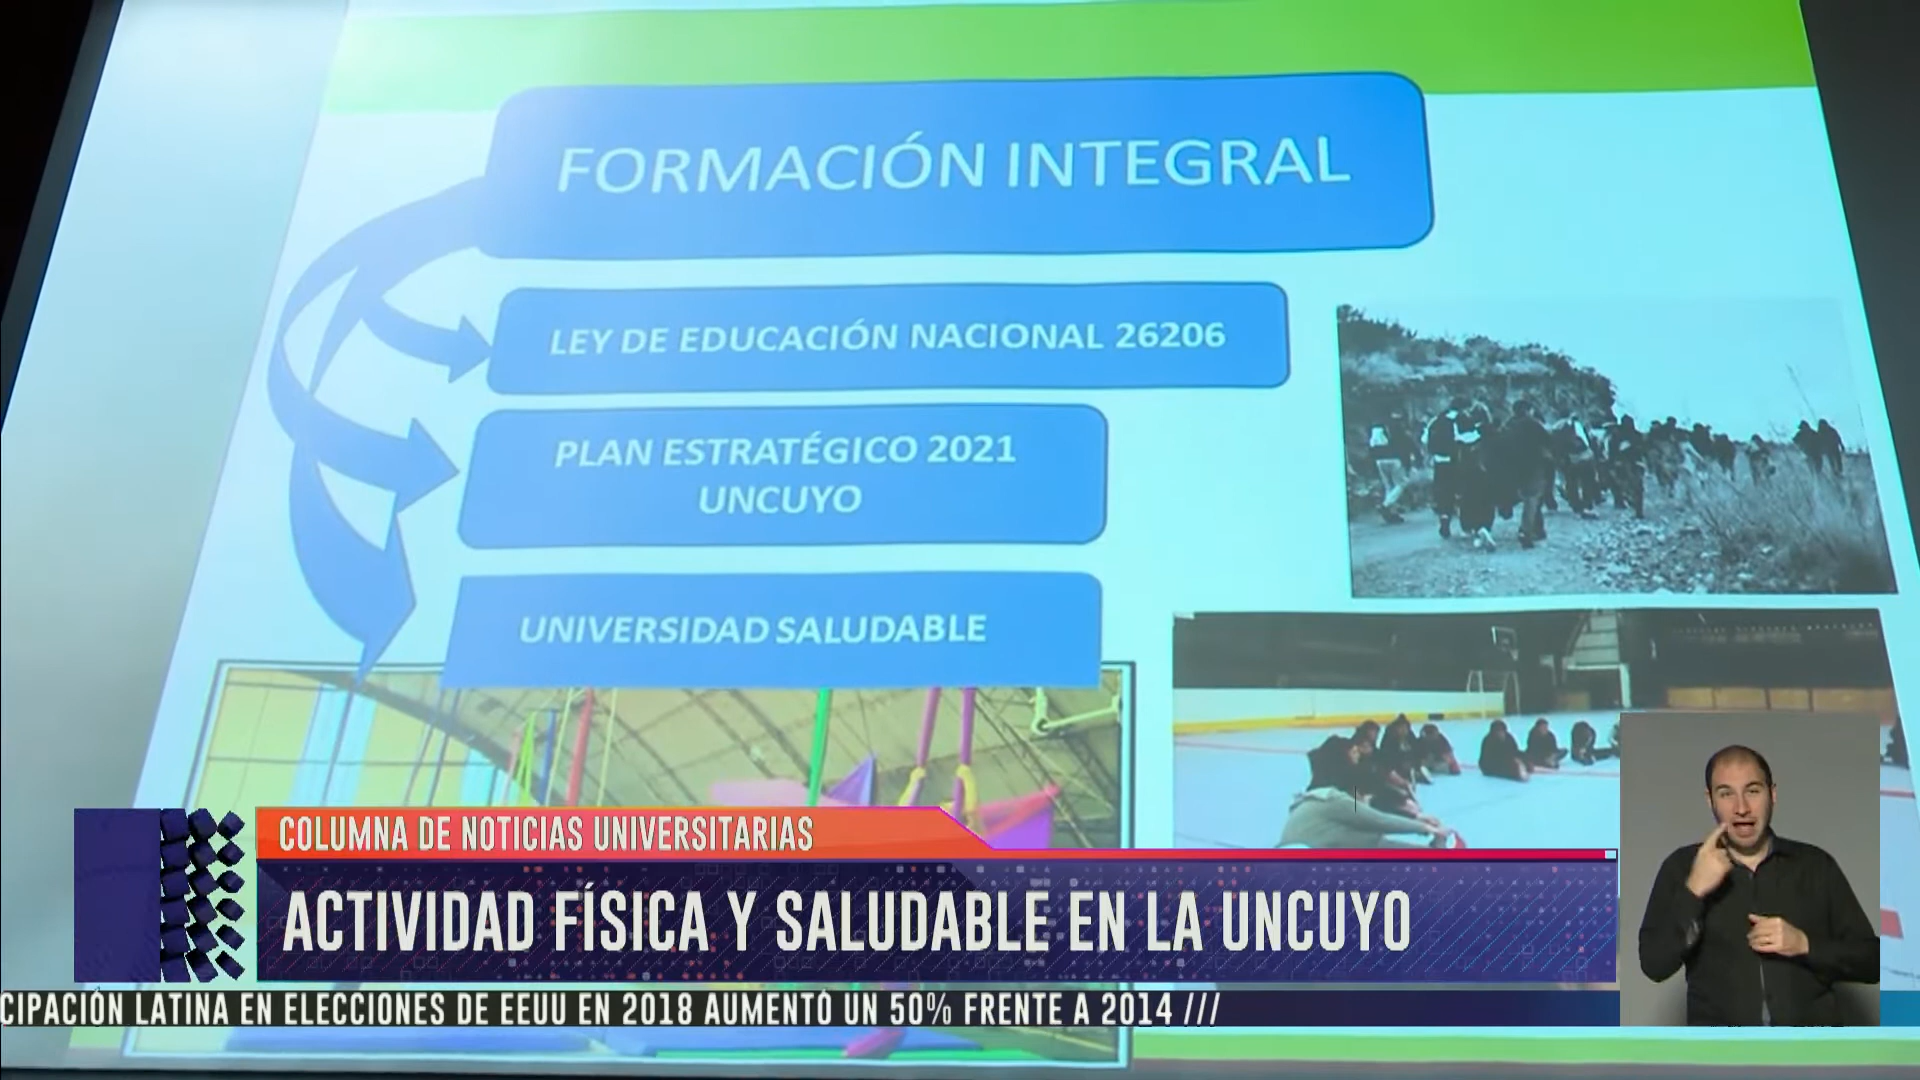 FORMACIÓN INTEGRAL
LEY DE EDUCACIÓN NACIONAL 26206
PLAN ESTRATÉGICO 2021
UNCUYO
UNIVERSIDAD SALUDABLE
COLUMNA DE NOTICIAS UNIVERSITARIAS
ACTIVIDAD FÍSICA Y SALUDABLE EN LA UNCUYO
CIPACIÓN LATINA EN ELECCIONES DE EEUU EN 2018 AUMENTÓ UN 50% FRENTE A 2014 ///